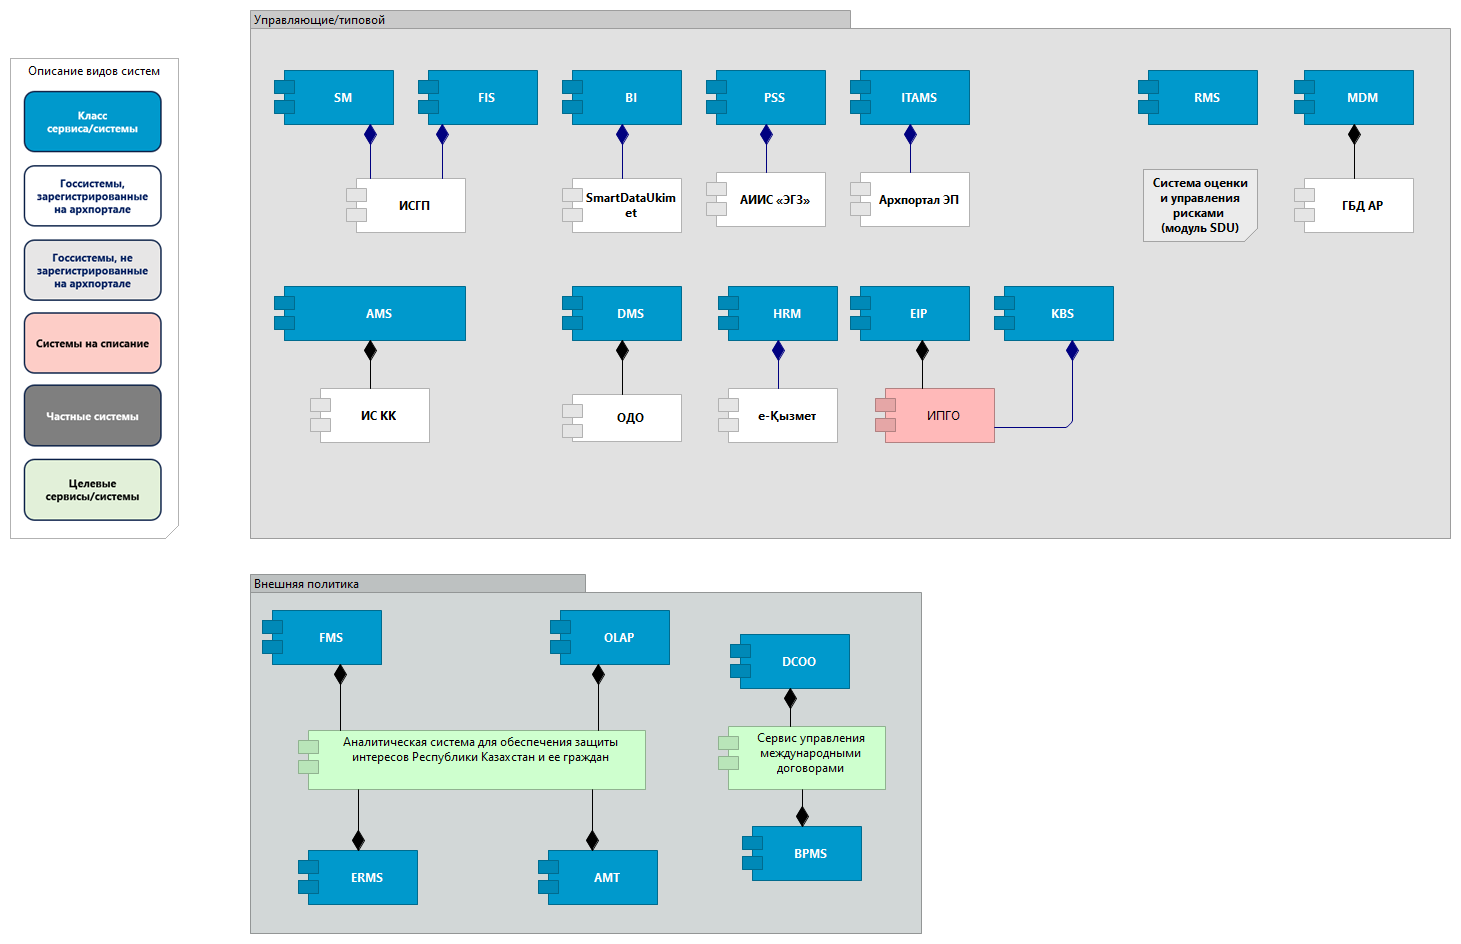 Описание видов систем
Класс
сервиса/системы
Госсистемы,
зарегистрированные
на архпортале
Госсистемы, не
зарегистрированные
на архпортале
Системы на списание
Частные системы
Целевые
сервисы/системы
Управляющие/типовой
SM
FIS
BI
PSS
ITAMS
RMS
MDM
ИСГП
SmartDataUkim
et
АИИС «ЭГЗ»
Архпортал ЭП
Система оценки
и управления
рисками
(модуль SDU)
ГБД АР
AMS
DMS
HRM
EIP
KBS
ИС КК
ОДО
е-Қызмет
ИПГО
Внешняя политика
FMS
OLAP
DCOO
Аналитическая система для обеспечения защиты
интересов Республики Казахстан и ее граждан
Сервис управления
международными
договорами
ERMS
AMT
BPMS